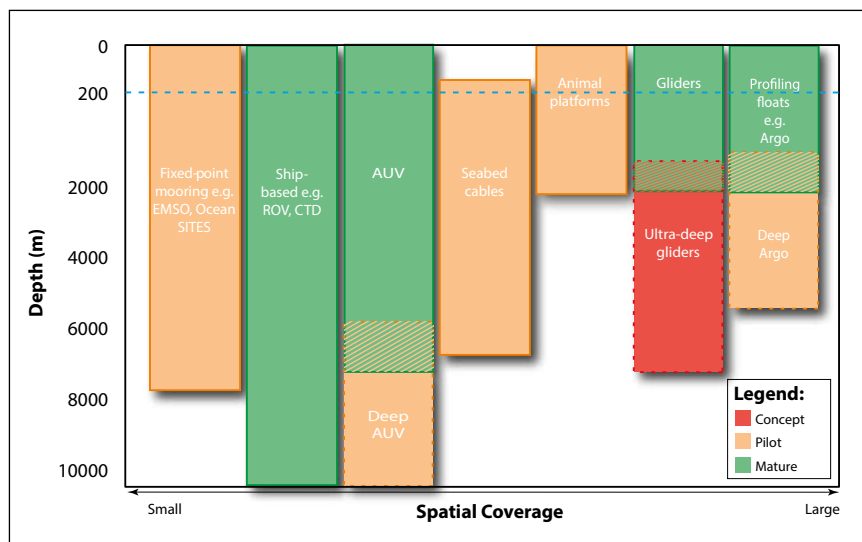 0
200
2000
4000
6000
8000
10000
Depth (m)
Fixed-point
mooring e.g.
EMSO, Ocean
SITES
Ship-
based e.g.
ROV, CTD
AUV
Deep
AUV
Seabed
cables
Animal
platforms
Gliders
Ultra-deep
gliders
Profiling
floats
e.g.
Argo
Deep
Argo
Legend:
Concept
Pilot
Mature
Small
Spatial Coverage
Large